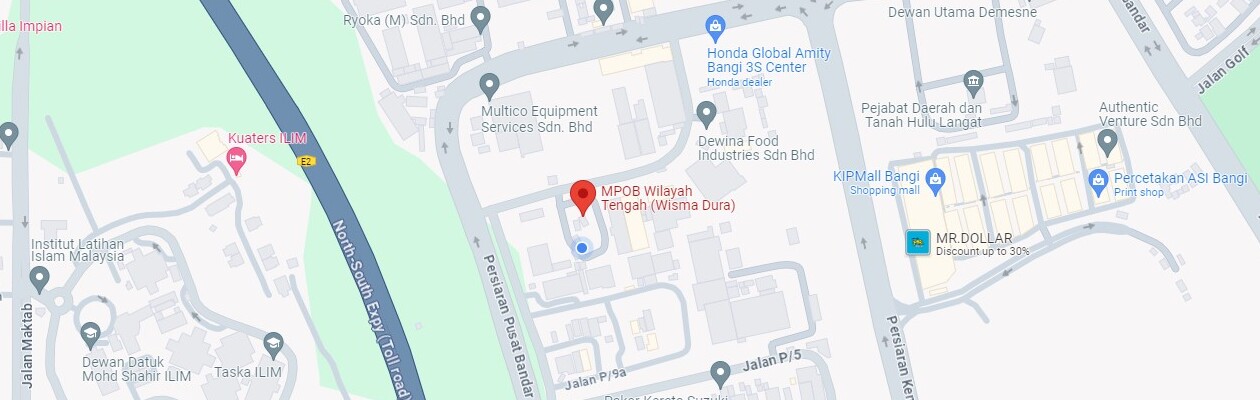 illa Impian
Ryoka (M) Sdn. Bhd
Dewan Utama Demesne
Bandar
Jalan Golf
Honda Global Amity
Bangi 3S Center
Honda dealer
Multico Equipment
Services Sdn. Bhd
Pejabat Daerah dan
Tanah Hulu Langat
Authentic
Venture Sdn Bhd
Kuaters ILIM
E2
Dewina Food
Industries Sdn Bhd
KIPMall Bangi
Shopping mall
Percetakan ASI Bangi
Print shop
MPOB Wilayah
Tengah (Wisma Dura)
Institut Latihan
Islam Malaysia
North-South Expy (Toll road)
Persiaran Pusat Bandar
MR.DOLLAR
Discount up to 30%
Jalan Maktab
Dewan Datuk
Mohd Shahir ILIM
Taska ILIM
Jalan P/9a
Jalan P/5
Persiaran Ker